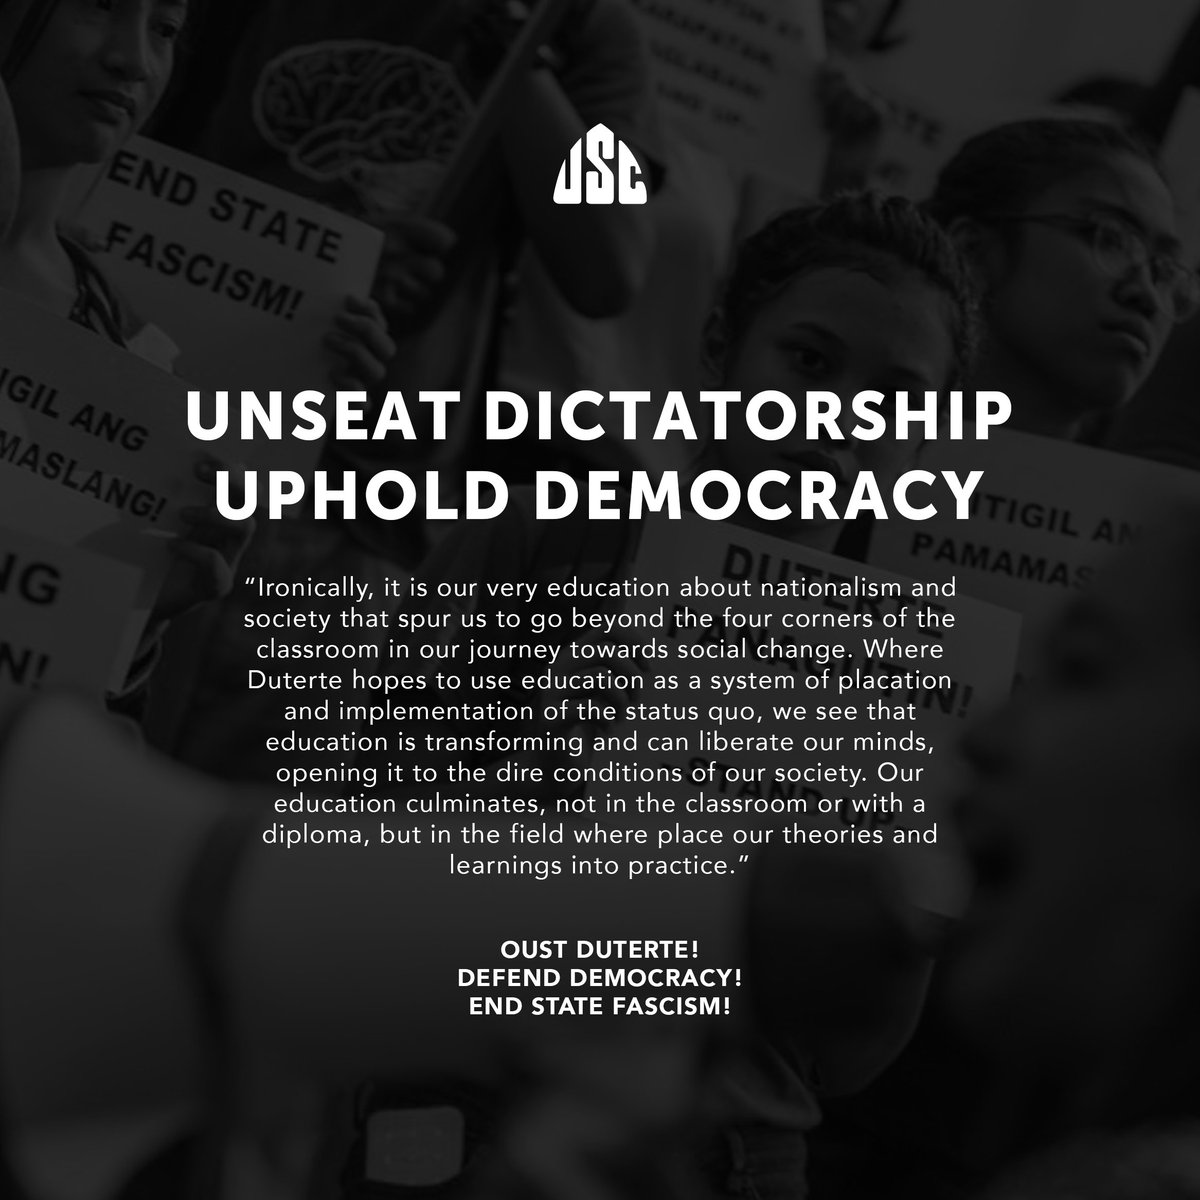 USC
END STATE
FASCISM!
ANG
UNSEAT DICTATORSHIP
UPHOLD DEMOCRACY
DUTERTE
“Ironically, it is our very education about nationalism and
society that spur us to go beyond the four corners of the
classroom in our journey towards social change. Where
Duterte hopes to use education as a system of placation
and implementation of the status quo, we see that
education is transforming and can liberate our minds,
opening it to the dire conditions of our society. Our
education culminates, not in the classroom or with a
diploma, but in the field where place our theories and
learnings into practice.”
PANAGUTIN!
- STAND UP
OUST DUTERTE!
DEFEND DEMOCRACY!
END STATE FASCISM!